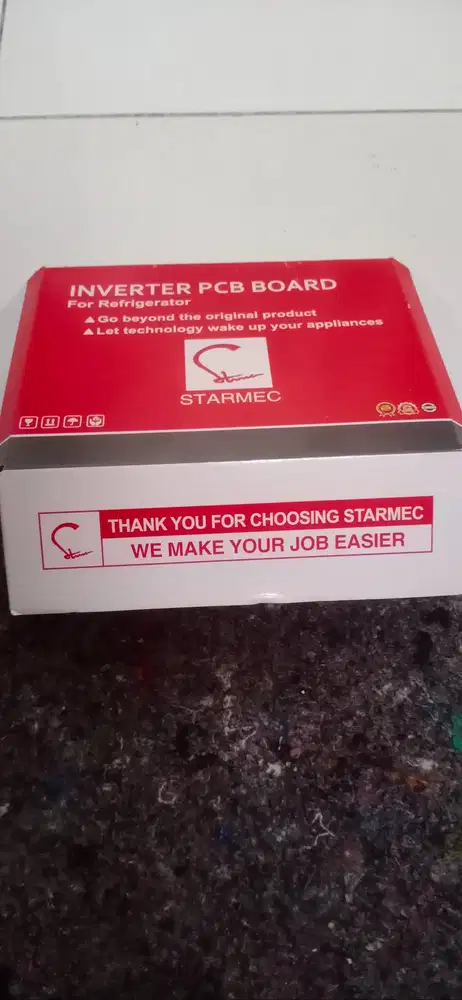 INVERTER PCB BOARD
For Refrigerator
▲ Go beyond the original product
▲ Let technology wake up your appliances
STARMEC
THANK YOU FOR CHOOSING STARMEC
WE MAKE YOUR JOB EASIER